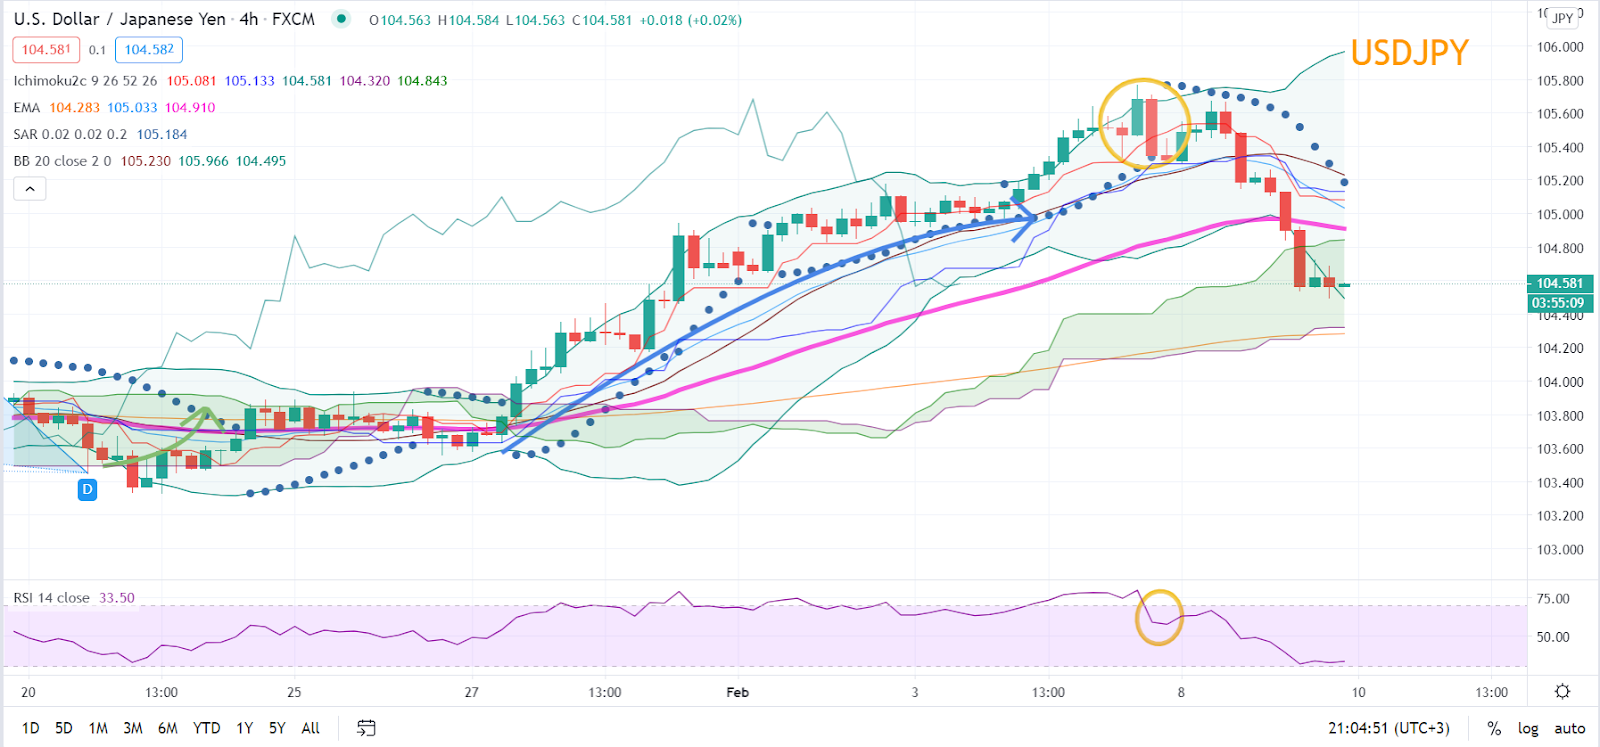 U.S. Dollar / Japanese Yen · 4h · FXCM O104.563 H104.584 L104.563 C104.581 +0.018 (+0.02%)
104.581 0.1 104.582
Ichimoku2c 9 26 52 26 105.081 105.133 104.581 104.320 104.843
EMA 104.283 105.033 104.910
SAR 0.02 0.02 0.2 105.184
BB 20 close 2 0 105.230 105.966 104.495
USDJPY
JPY
106.000
105.800
105.600
105.400
105.200
105.000
104.800
104.581
03:55:09
104.400
104.200
104.000
103.800
103.600
103.400
103.200
103.000
D
RSI 14 close 33.50
75.00
50.00
20 13:00 25 27 13:00 Feb 3 13:00 8 10 13:00
1D 5D 1M 3M 6M YTD 1Y 5Y All 21:04:51 (UTC+3) % log auto